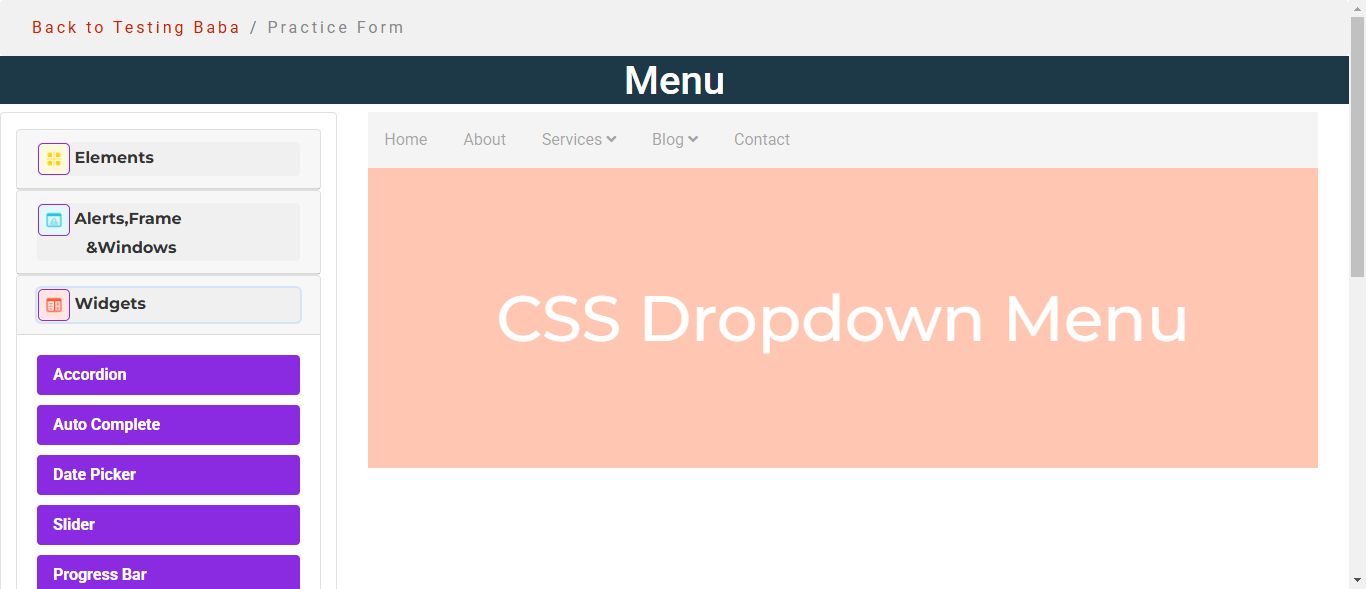 Back to Testing Baba / Practice Form
Menu
Elements
Alerts,Frame
&Windows
Widgets
Accordion
Auto Complete
Date Picker
Slider
Progress Bar
Home About Services Blog Contact
CSS Dropdown Menu